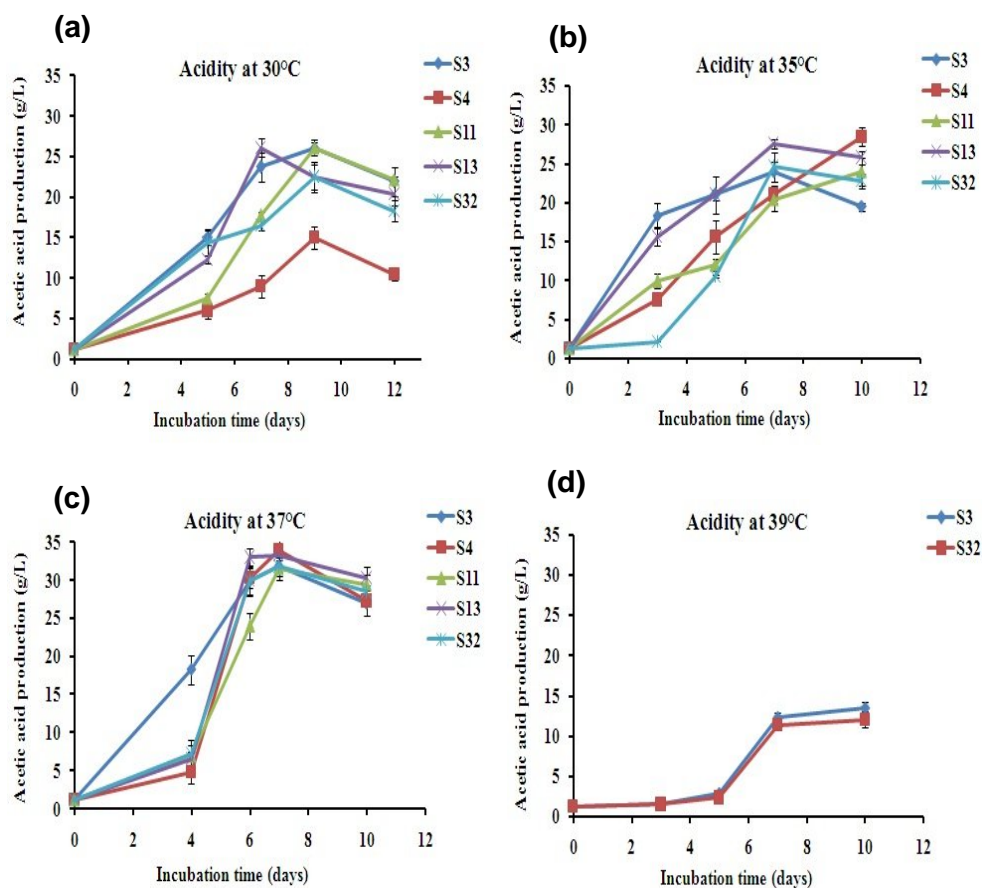 (a)
Acidity at 30°C
Acetic acid production (g/L)
35
30
25
20
15
10
5
0
0 2 4 6 8 10 12
Incubation time (days)
S3
S4
S11
S13
S32
(b)
Acidity at 35°C
Acetic acid production (g/L)
35
30
25
20
15
10
5
0
0 2 4 6 8 10 12
Incubation time (days)
S3
S4
S11
S13
S32
(c)
Acidity at 37°C
Acetic acid production (g/L)
35
30
25
20
15
10
5
0
0 2 4 6 8 10 12
Incubation time (days)
S3
S4
S11
S13
S32
(d)
Acidity at 39°C
Acetic acid production (g/L)
35
30
25
20
15
10
5
0
0 2 4 6 8 10 12
Incubation time (days)
S3
S32